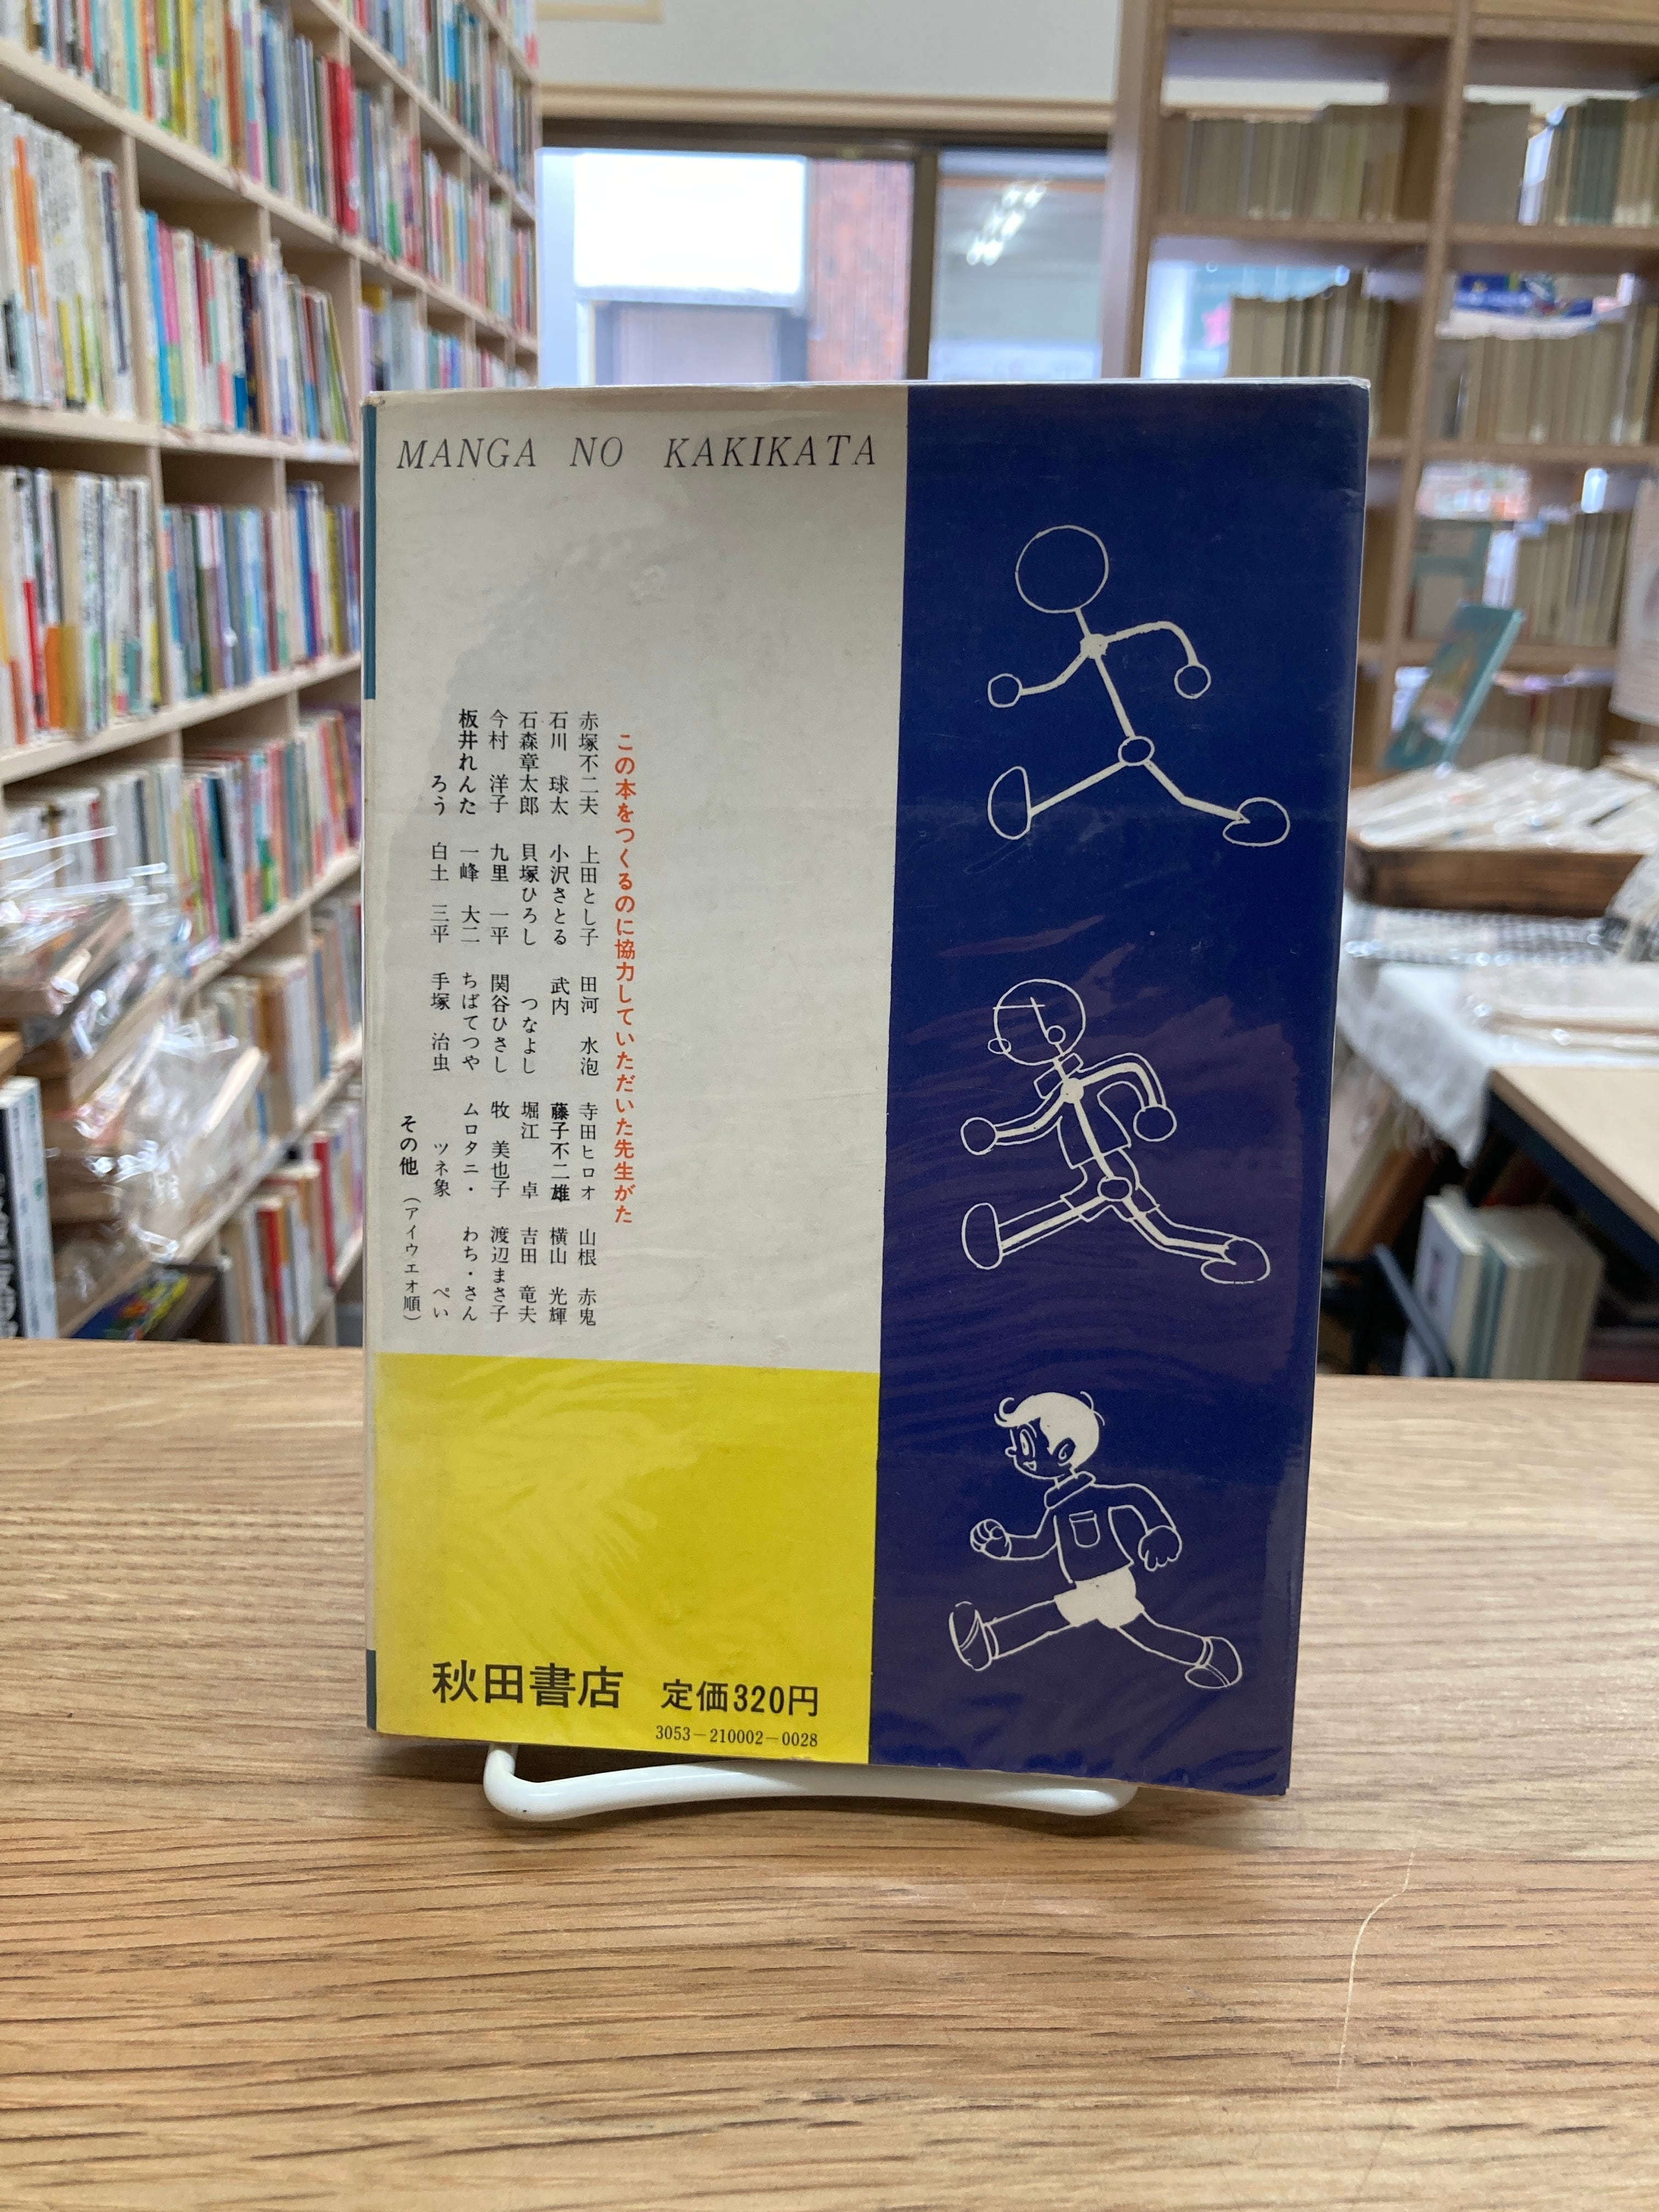 MANGA NO KAKIKATA
この本をつくるのに協力していただいた先生がた
赤塚不二夫 上田とし子 田河 水泡 寺田ヒロオ 山根 赤鬼
石川 球太 小沢さとる 武内 つなよし 藤子不二雄 横山 光輝
石森章太郎 貝塚ひろし 関谷ひさし 堀江 卓 吉田 竜夫
今村 洋子 九里 一平 ちばてつや 牧 美也子 渡辺まさ子
板井れんたろう 一峰 大二 手塚 治虫 ムロタニ・ツネ象 わち・さんぺい
白土 三平
その他 (アイウエオ順)
秋田書店 定価320円
3053-210002-0028